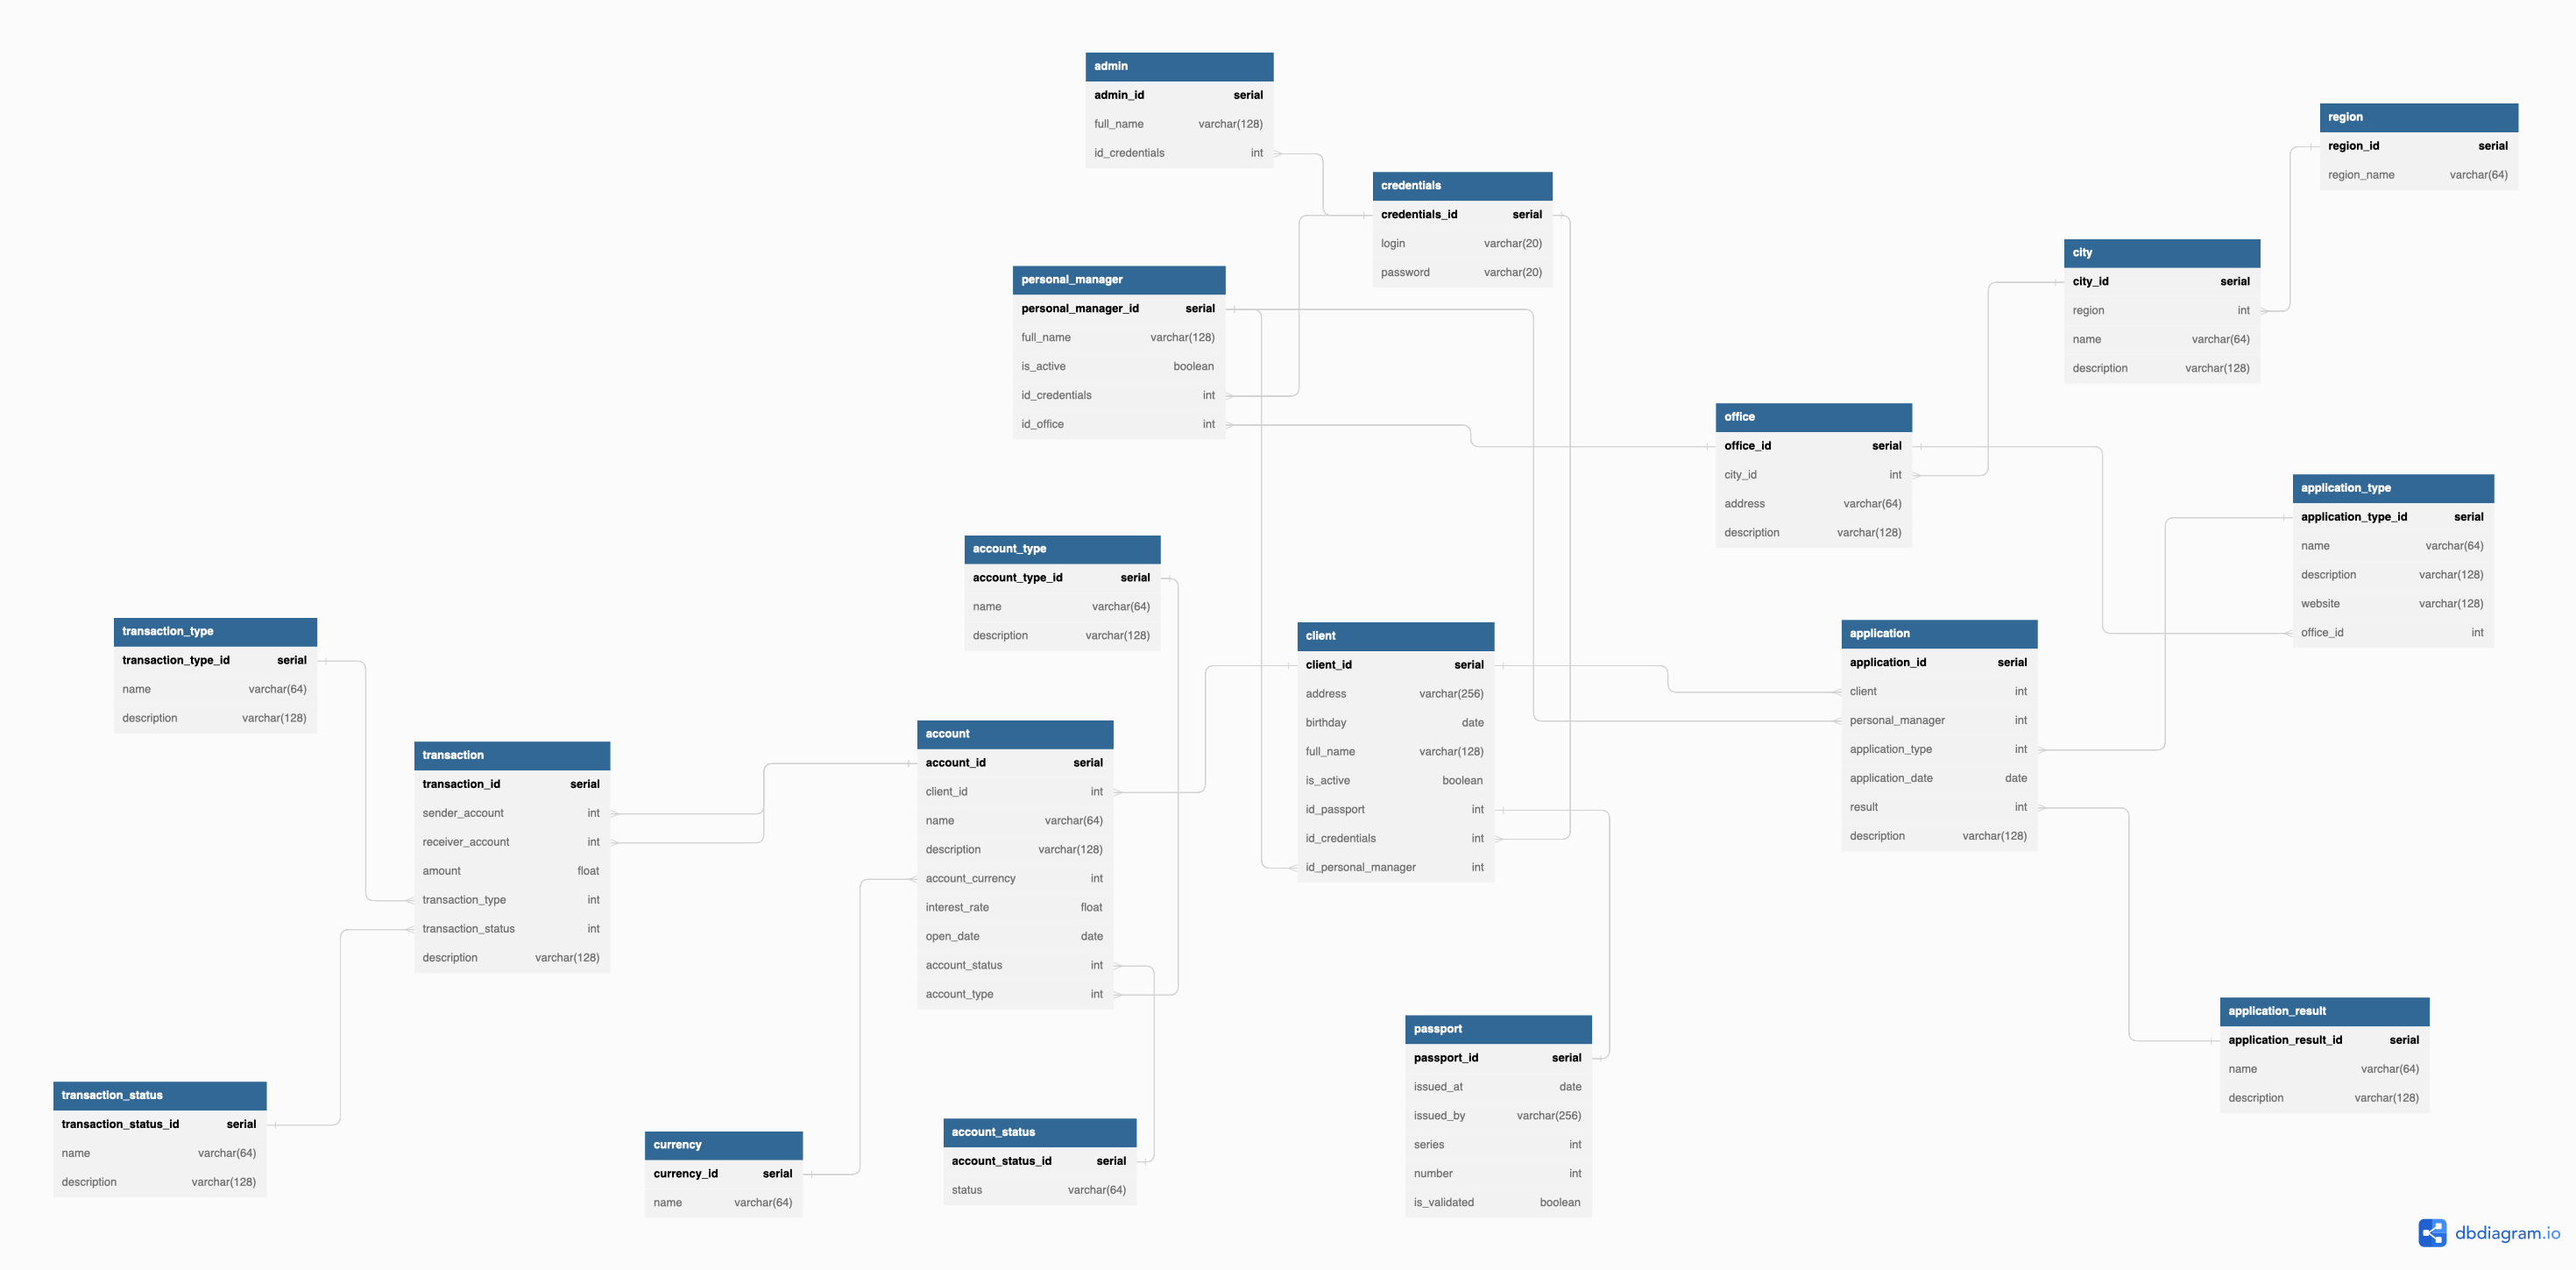 admin
admin_id serial
full_name varchar(128)
id_credentials int
region
region_id serial
region_name varchar(64)
credentials
credentials_id serial
login varchar(20)
password varchar(20)
city
city_id serial
region int
name varchar(64)
description varchar(128)
personal_manager
personal_manager_id serial
full_name varchar(128)
is_active boolean
id_credentials int
id_office int
office
office_id serial
city_id int
address varchar(64)
description varchar(128)
application_type
application_type_id serial
name varchar(64)
description varchar(128)
website varchar(128)
office_id int
account_type
account_type_id serial
name varchar(64)
description varchar(128)
transaction_type
transaction_type_id serial
name varchar(64)
description varchar(128)
client
client_id serial
address varchar(256)
birthday date
full_name varchar(128)
is_active boolean
id_passport int
id_credentials int
id_personal_manager int
application
application_id serial
client int
personal_manager int
application_type int
application_date date
result int
description varchar(128)
account
account_id serial
client_id int
name varchar(64)
description varchar(128)
account_currency int
interest_rate float
open_date date
account_status int
account_type int
transaction
transaction_id serial
sender_account int
receiver_account int
amount float
transaction_type int
transaction_status int
description varchar(128)
application_result
application_result_id serial
name varchar(64)
description varchar(128)
passport
passport_id serial
issued_at date
issued_by varchar(256)
series int
number int
is_validated boolean
transaction_status
transaction_status_id serial
name varchar(64)
description varchar(128)
account_status
account_status_id serial
status varchar(64)
currency
currency_id serial
name varchar(64)
dbdiagram.io